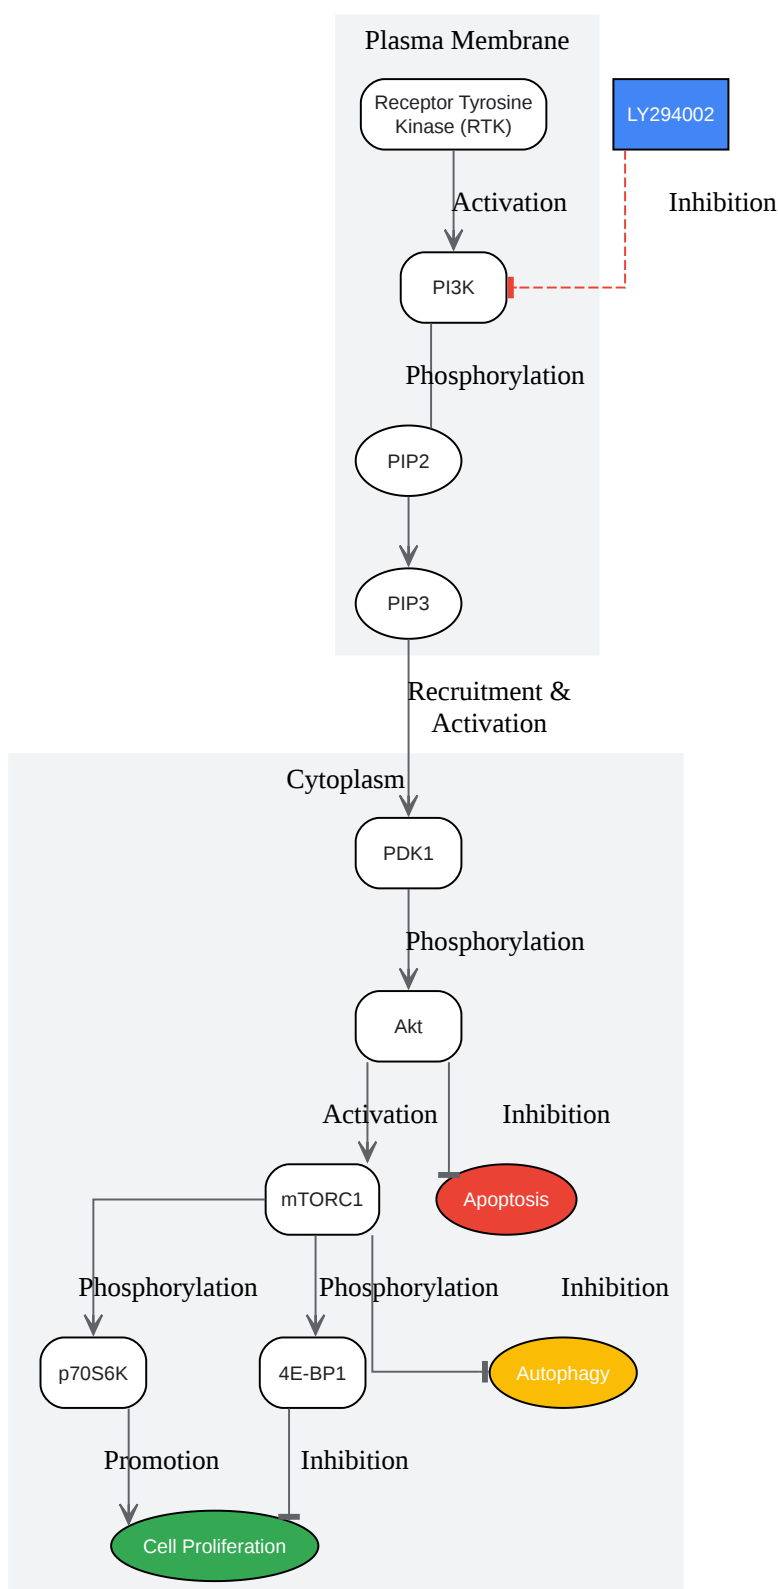 Plasma Membrane
Receptor Tyrosine
Kinase (RTK)
LY294002
Activation
Inhibition
PI3K
Phosphorylation
PIP2
PIP3
Recruitment &
Activation
Cytoplasm
PDK1
Phosphorylation
Akt
Activation
Inhibition
mTORC1
Apoptosis
Phosphorylation
Phosphorylation
Inhibition
p70S6K
4E-BP1
Autophagy
Promotion
Inhibition
Cell Proliferation